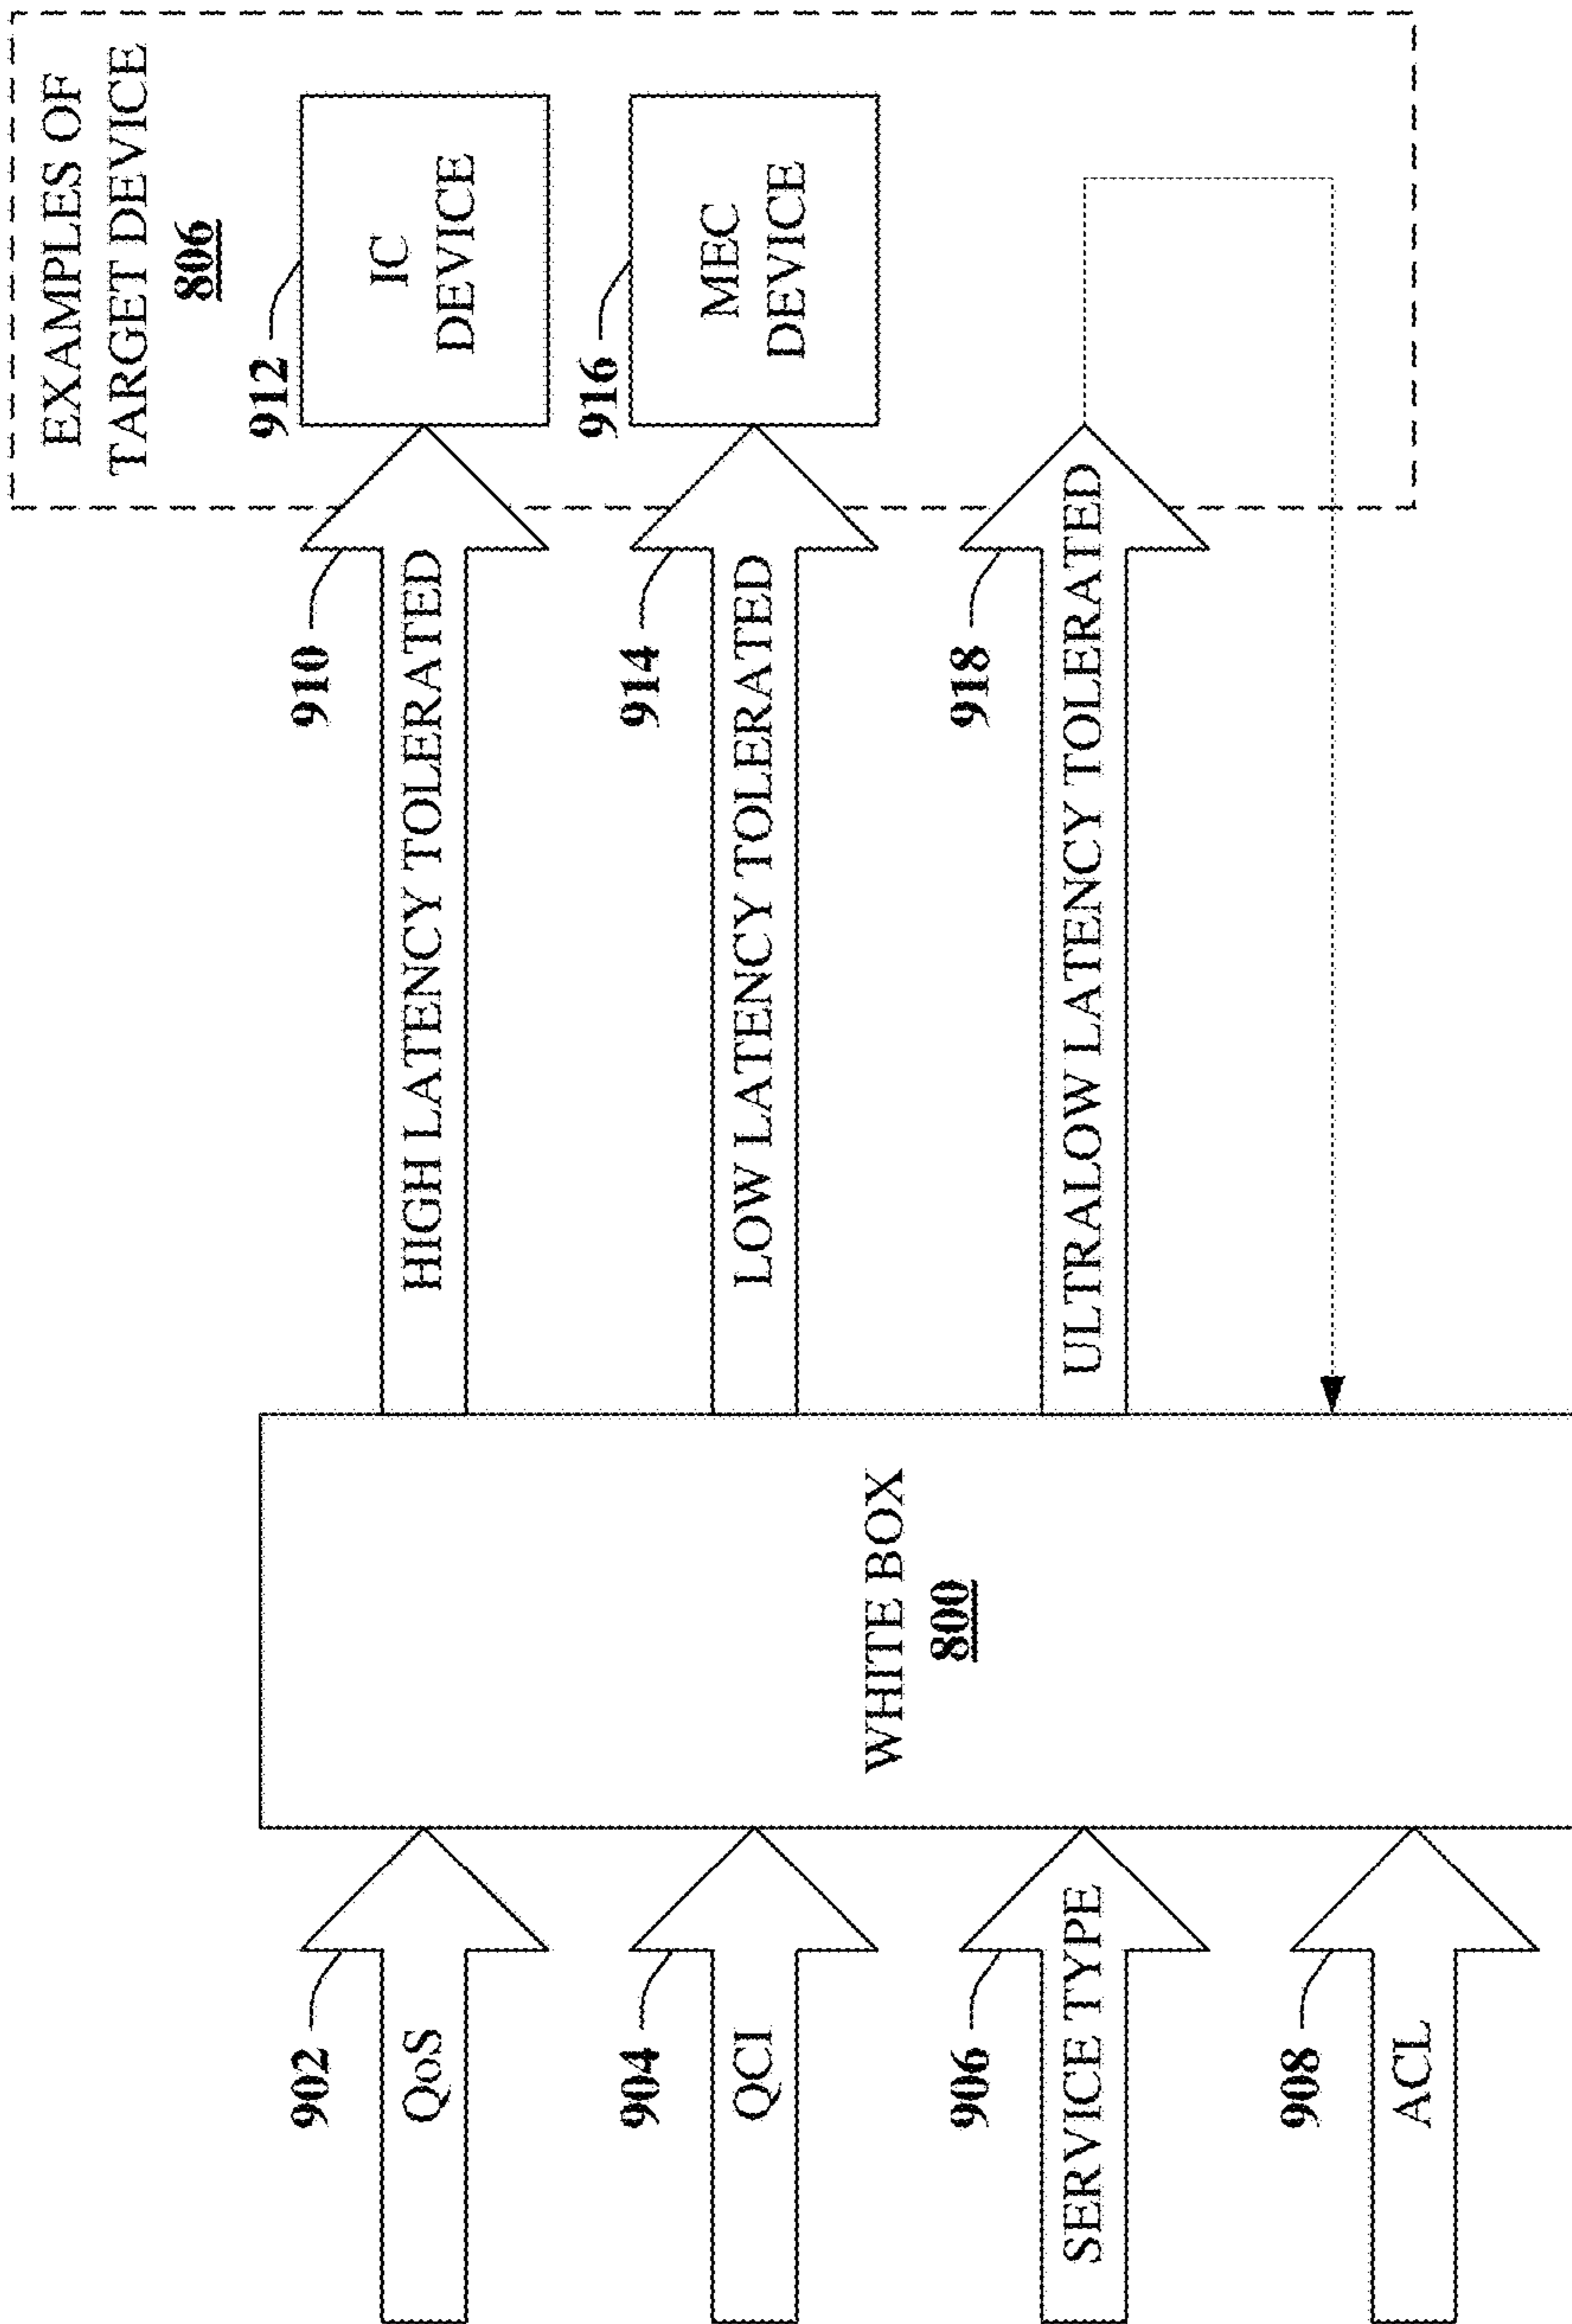 902
QoS
904
QCI
906
SERVICE TYPE
908
ACL
WHITE BOX
800
910
HIGH LATENCY TOLERATED
914
LOW LATENCY TOLERATED
918
ULTRALOW LATENCY TOLERATED
EXAMPLES OF
TARGET DEVICE
806
912
IC
DEVICE
916
MEC
DEVICE